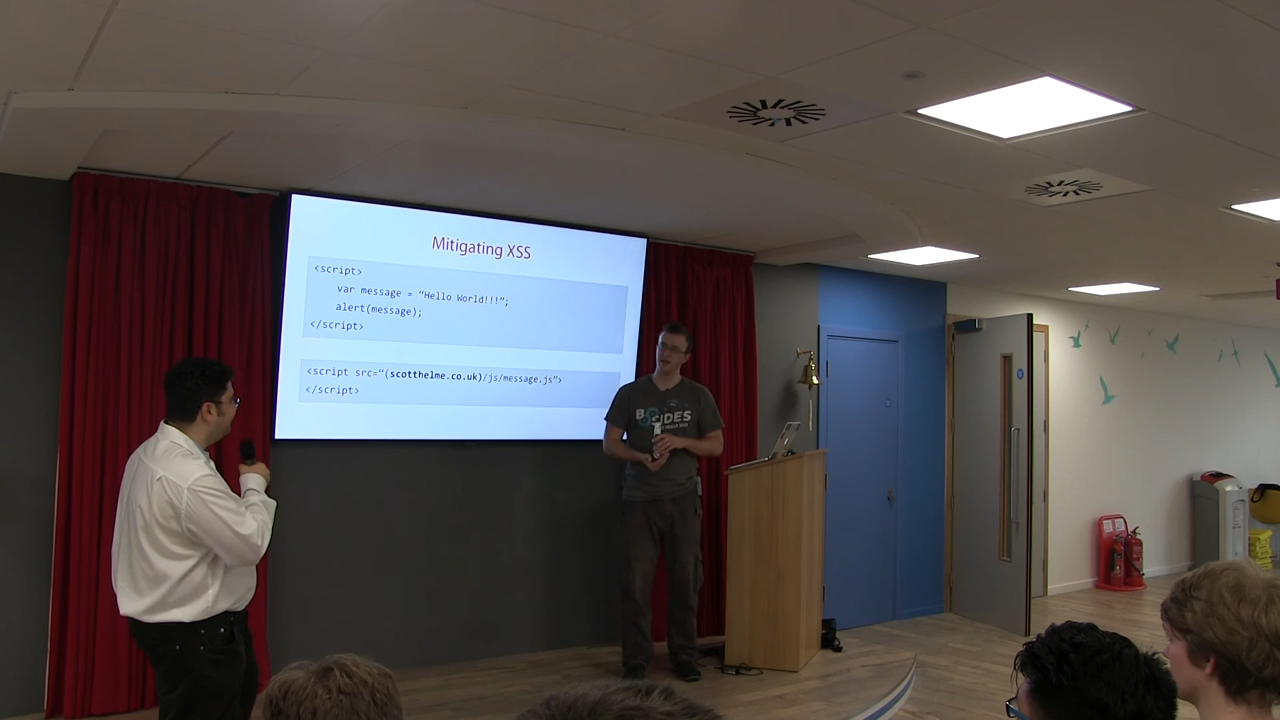 Mitigating XSS
<script>
var message = “Hello World!!!”;
alert(message);
</script>
<script src=“(scotthelme.co.uk)/js/message.js”>
</script>
BSIDES